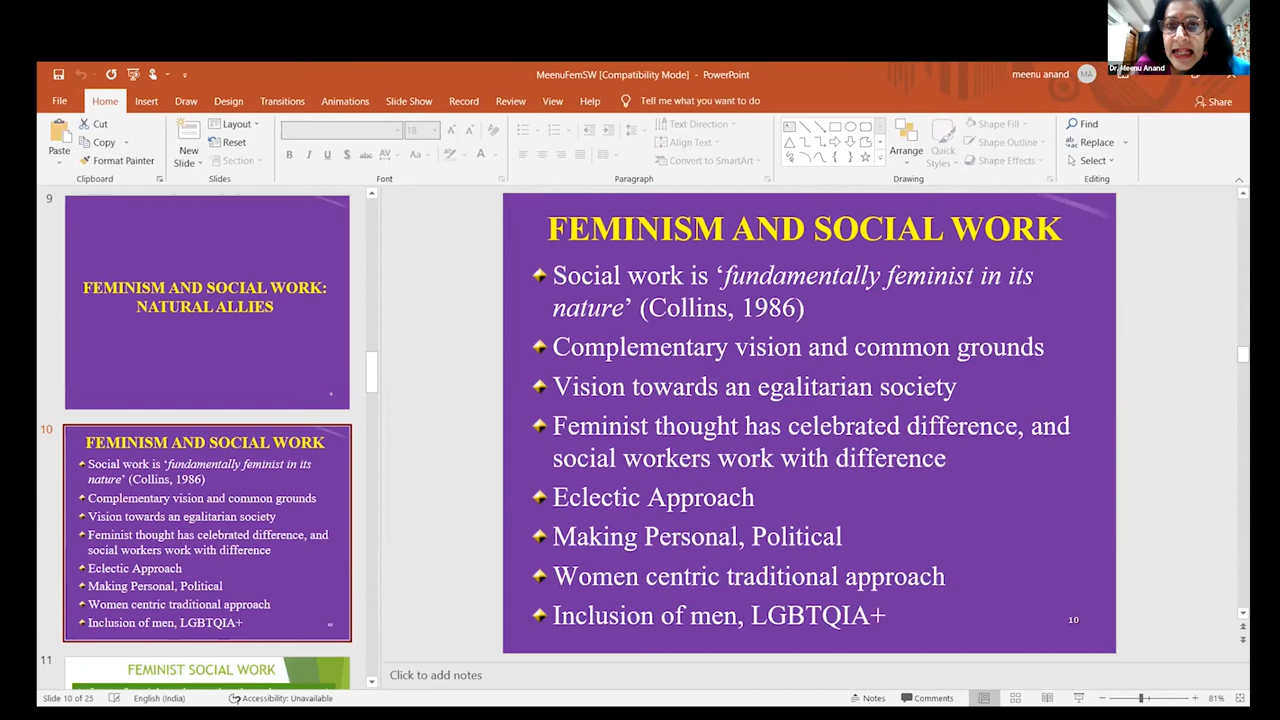 Dr. Meenu Anand
MeenuFemSW [Compatibility Mode] - PowerPoint
meenu anand
MA
File Home Insert Draw Design Transitions Animations Slide Show Record Review View Help Tell me what you want to do
Share
Paste
Cut
Copy
Format Painter
Clipboard
New
Slide
Layout
Reset
Section
Slides
18
Font
Text Direction
Align Text
Convert to SmartArt
Paragraph
Arrange
Quick
Styles
Shape Fill
Shape Outline
Shape Effects
Drawing
Find
Replace
Select
Editing
9
FEMINISM AND SOCIAL WORK:
NATURAL ALLIES
10
FEMINISM AND SOCIAL WORK
Social work is ‘fundamentally feminist in its
nature’ (Collins, 1986)
Complementary vision and common grounds
Vision towards an egalitarian society
Feminist thought has celebrated difference, and
social workers work with difference
Eclectic Approach
Making Personal, Political
Women centric traditional approach
Inclusion of men, LGBTQIA+
11
FEMINIST SOCIAL WORK
FEMINISM AND SOCIAL WORK
Social work is ‘fundamentally feminist in its
nature’ (Collins, 1986)
Complementary vision and common grounds
Vision towards an egalitarian society
Feminist thought has celebrated difference, and
social workers work with difference
Eclectic Approach
Making Personal, Political
Women centric traditional approach
Inclusion of men, LGBTQIA+
10
Click to add notes
Slide 10 of 25 English (India) Accessibility: Unavailable Notes Comments 81%